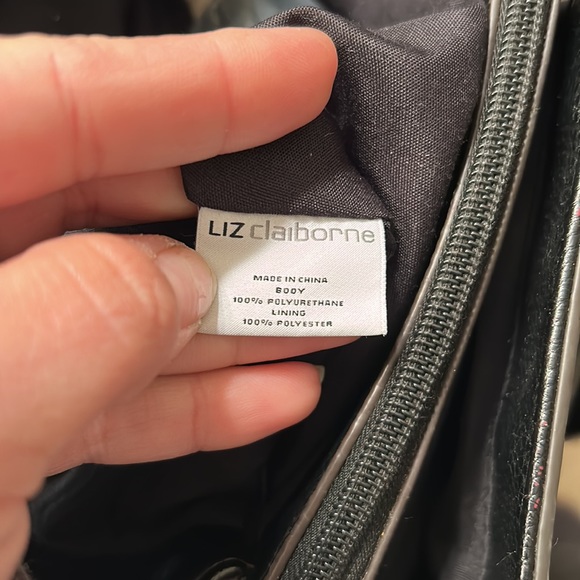 LIZ claiborne
MADE IN CHINA
BODY
100% POLYURETHANE
LINING
100% POLYESTER